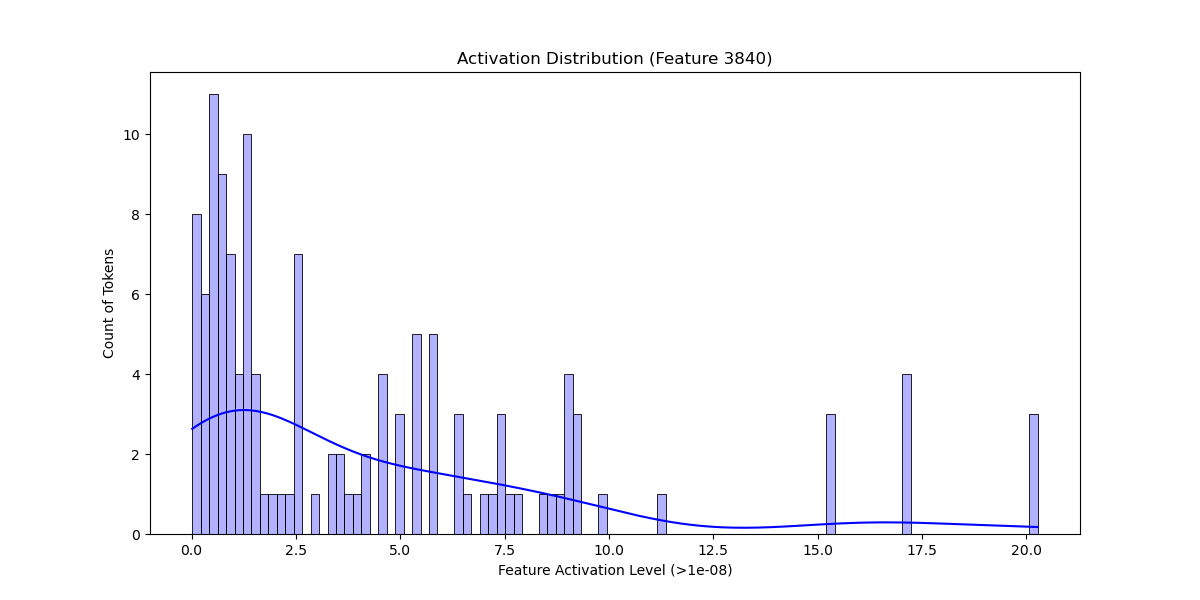 Activation Distribution (Feature 3840)
Count of Tokens
10
8
6
4
2
0
0.0 2.5 5.0 7.5 10.0 12.5 15.0 17.5 20.0
Feature Activation Level (>1e-08)